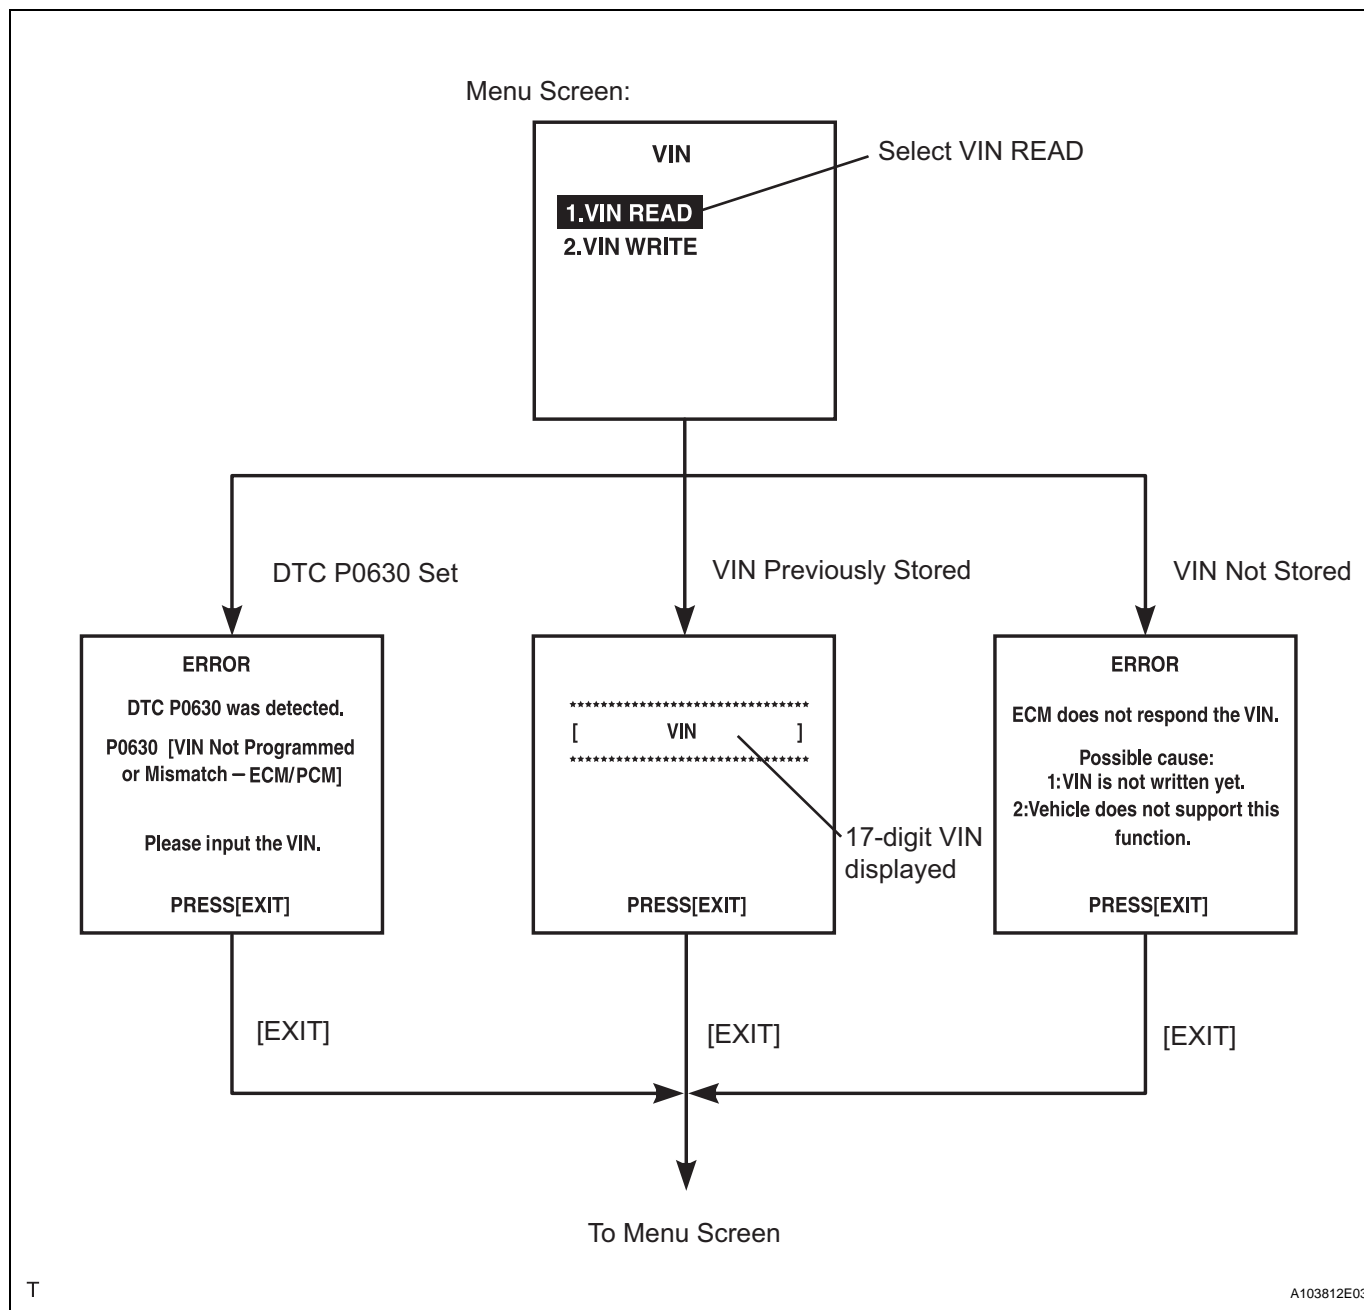 Menu Screen:
VIN
Select VIN READ
1.VIN READ
2.VIN WRITE
DTC P0630 Set
VIN Previously Stored
VIN Not Stored
ERROR
DTC P0630 was detected.
P0630 [VIN Not Programmed
or Mismatch – ECM/PCM]
Please input the VIN.
PRESS[EXIT]
*******************************
[ VIN ]
*******************************
17-digit VIN
displayed
PRESS[EXIT]
ERROR
ECM does not respond the VIN.
Possible cause:
1:VIN is not written yet.
2:Vehicle does not support this
function.
PRESS[EXIT]
[EXIT]
[EXIT]
[EXIT]
To Menu Screen
T
A103812E03